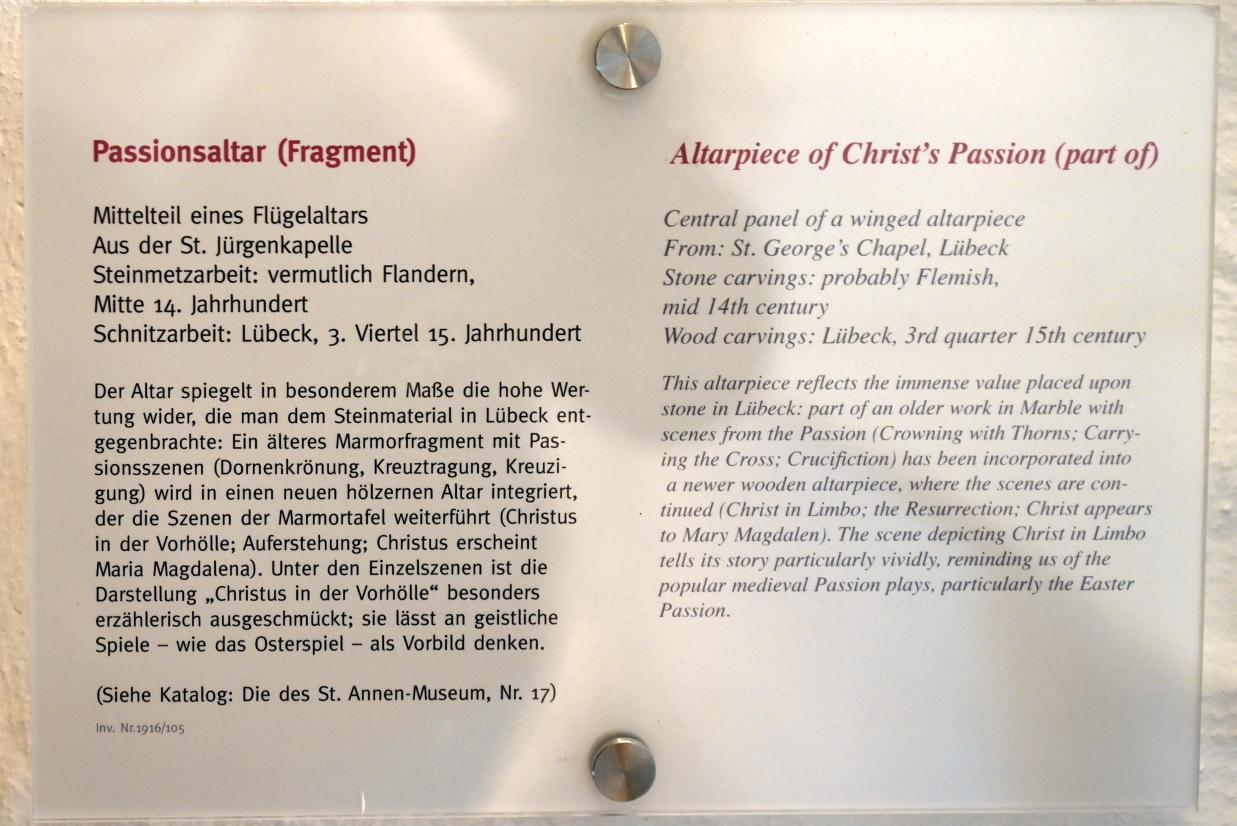 Passionsaltar (Fragment)
Mittelteil eines Flügelaltars
Aus der St. Jürgenkapelle
Steinmetzarbeit: vermutlich Flandern,
Mitte 14. Jahrhundert
Schnitzarbeit: Lübeck, 3. Viertel 15. Jahrhundert
Der Altar spiegelt in besonderem Maße die hohe Wer-
tung wider, die man dem Steinmaterial in Lübeck ent-
gegenbrachte: Ein älteres Marmorfragment mit Pas-
sionsszenen (Dornenkrönung, Kreuztragung, Kreuzi-
gung) wird in einen neuen hölzernen Altar integriert,
der die Szenen der Marmortafel weiterführt (Christus
in der Vorhölle; Auferstehung; Christus erscheint
Maria Magdalena). Unter den Einzelszenen ist die
Darstellung „Christus in der Vorhölle“ besonders
erzählerisch ausgeschmückt; sie lässt an geistliche
Spiele – wie das Osterspiel – als Vorbild denken.
(Siehe Katalog: Die des St. Annen-Museum, Nr. 17)
Inv. Nr.1916/105
Altarpiece of Christ's Passion (part of)
Central panel of a winged altarpiece
From: St. George's Chapel, Lübeck
Stone carvings: probably Flemish,
mid 14th century
Wood carvings: Lübeck, 3rd quarter 15th century
This altarpiece reflects the immense value placed upon
stone in Lübeck: part of an older work in Marble with
scenes from the Passion (Crowning with Thorns; Carry-
ing the Cross; Crucifiction) has been incorporated into
a newer wooden altarpiece, where the scenes are con-
tinued (Christ in Limbo; the Resurrection; Christ appears
to Mary Magdalen). The scene depicting Christ in Limbo
tells its story particularly vividly, reminding us of the
popular medieval Passion plays, particularly the Easter
Passion.